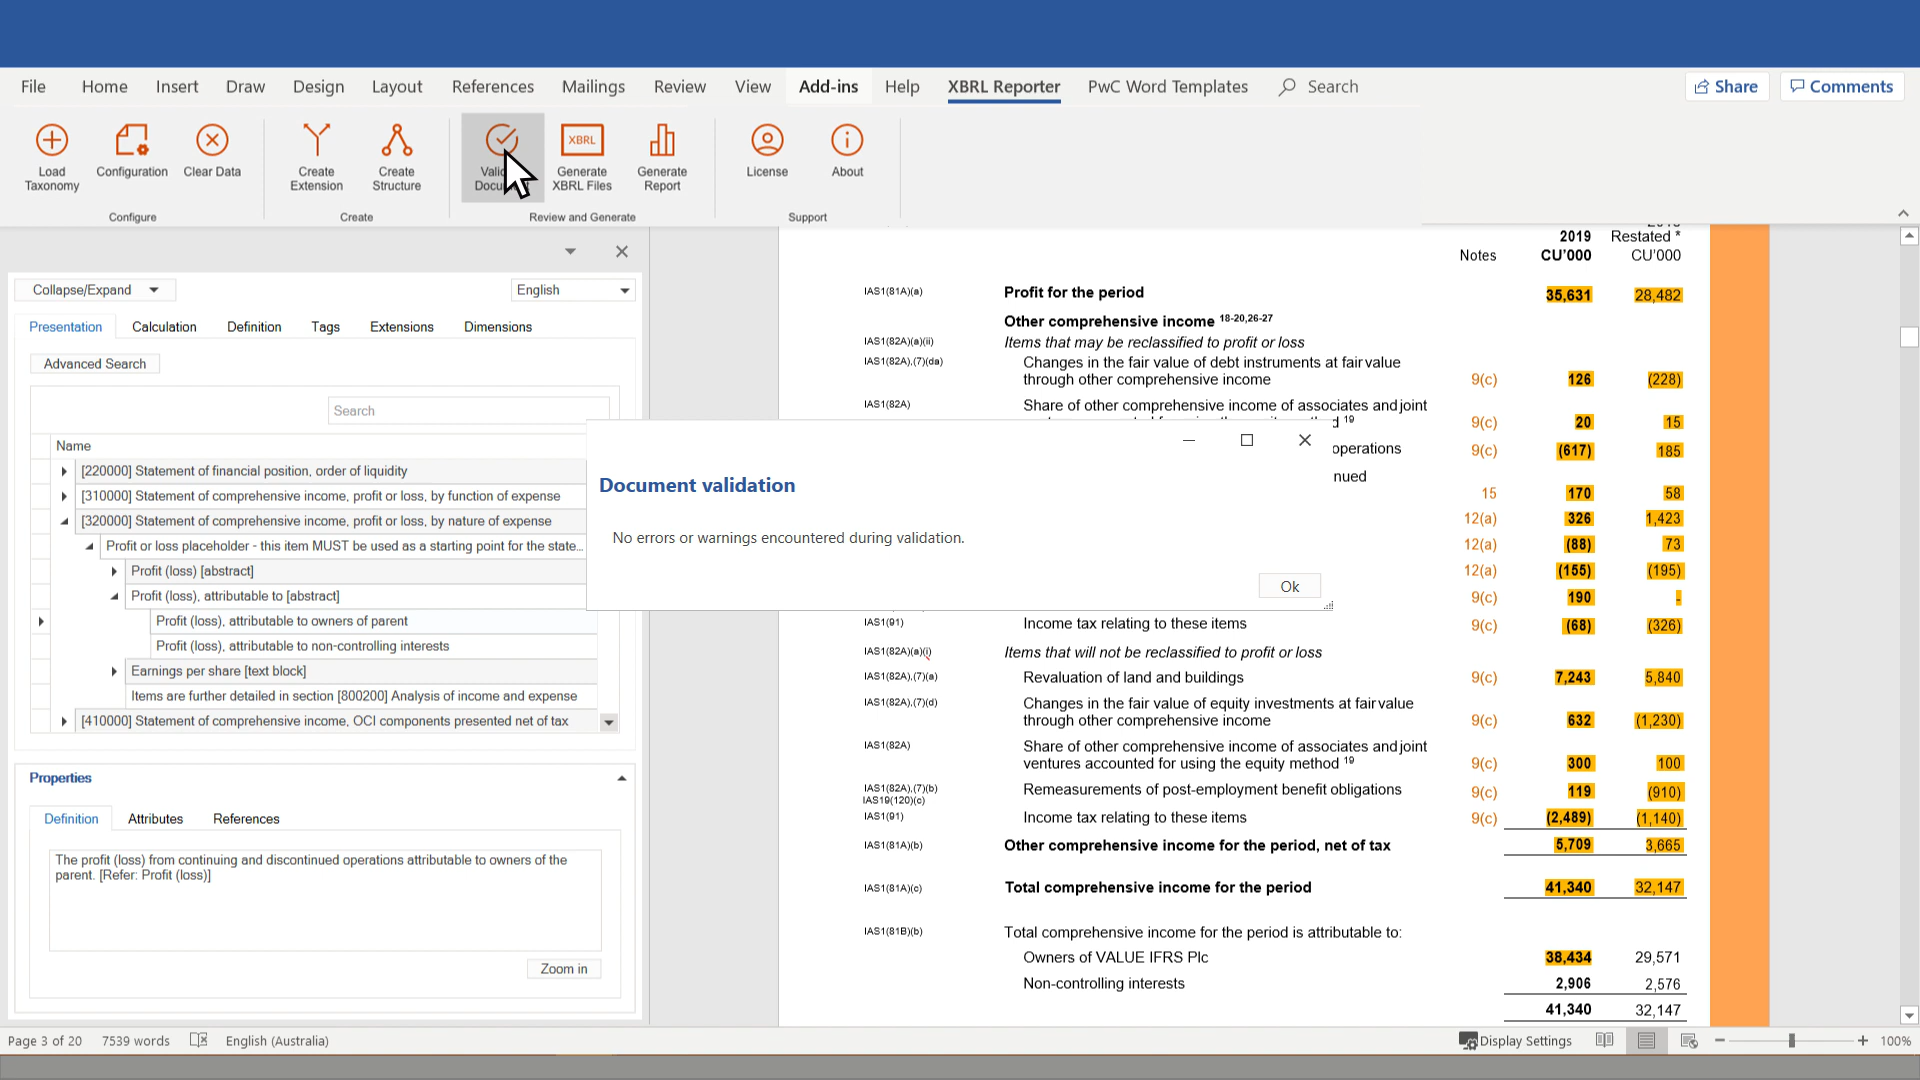 File Home Insert Draw Design Layout References Mailings Review View Add-ins Help XBRL Reporter PwC Word Templates Search Share Comments
Load Taxonomy Configuration Clear Data Create Extension Create Structure XBRL Generate XBRL Files Generate Report License About
Configure Create Review and Generate Support
Collapse/Expand English
Presentation Calculation Definition Tags Extensions Dimensions
Advanced Search
Search
Name
[220000] Statement of financial position, order of liquidity
[310000] Statement of comprehensive income, profit or loss, by function of expense
[320000] Statement of comprehensive income, profit or loss, by nature of expense
Profit or loss placeholder - this item MUST be used as a starting point for the state...
Profit (loss) [abstract]
Profit (loss), attributable to [abstract]
Profit (loss), attributable to owners of parent
Profit (loss), attributable to non-controlling interests
Earnings per share [text block]
Items are further detailed in section [800200] Analysis of income and expense
[410000] Statement of comprehensive income, OCI components presented net of tax
Properties
Definition Attributes References
The profit (loss) from continuing and discontinued operations attributable to owners of the
parent. [Refer: Profit (loss)]
Zoom in
2019 Restated *
Notes CU'000 CU'000
IAS1(81A)(a) Profit for the period 35,631 28,482
Other comprehensive income 18-20,26-27
IAS1(82A)(a)(ii) Items that may be reclassified to profit or loss
IAS1(82A),(7)(da) Changes in the fair value of debt instruments at fair value
through other comprehensive income 9(c) 126 (228)
IAS1(82A) Share of other comprehensive income of associates and joint
19 9(c) 20 15
operations 9(c) (617) 185
nued
15 170 58
12(a) 326 1,423
12(a) (88) 73
12(a) (155) (195)
9(c) 190 -
Document validation
No errors or warnings encountered during validation.
Ok
IAS1(91) Income tax relating to these items 9(c) (68) (326)
IAS1(82A)(a)(i) Items that will not be reclassified to profit or loss
IAS1(82A),(7)(a) Revaluation of land and buildings 9(c) 7,243 5,840
IAS1(82A),(7)(d) Changes in the fair value of equity investments at fair value
through other comprehensive income 9(c) 632 (1,230)
IAS1(82A) Share of other comprehensive income of associates and joint
ventures accounted for using the equity method 19 9(c) 300 100
IAS1(82A),(7)(b) Remeasurements of post-employment benefit obligations 9(c) 119 (910)
IAS19(120)(c)
IAS1(91) Income tax relating to these items 9(c) (2,489) (1,140)
IAS1(81A)(b) Other comprehensive income for the period, net of tax 5,709 3,665
IAS1(81A)(c) Total comprehensive income for the period 41,340 32,147
IAS1(81B)(b) Total comprehensive income for the period is attributable to:
Owners of VALUE IFRS Plc 38,434 29,571
Non-controlling interests 2,906 2,576
41,340 32,147
Page 3 of 20 7539 words English (Australia) Display Settings 100%